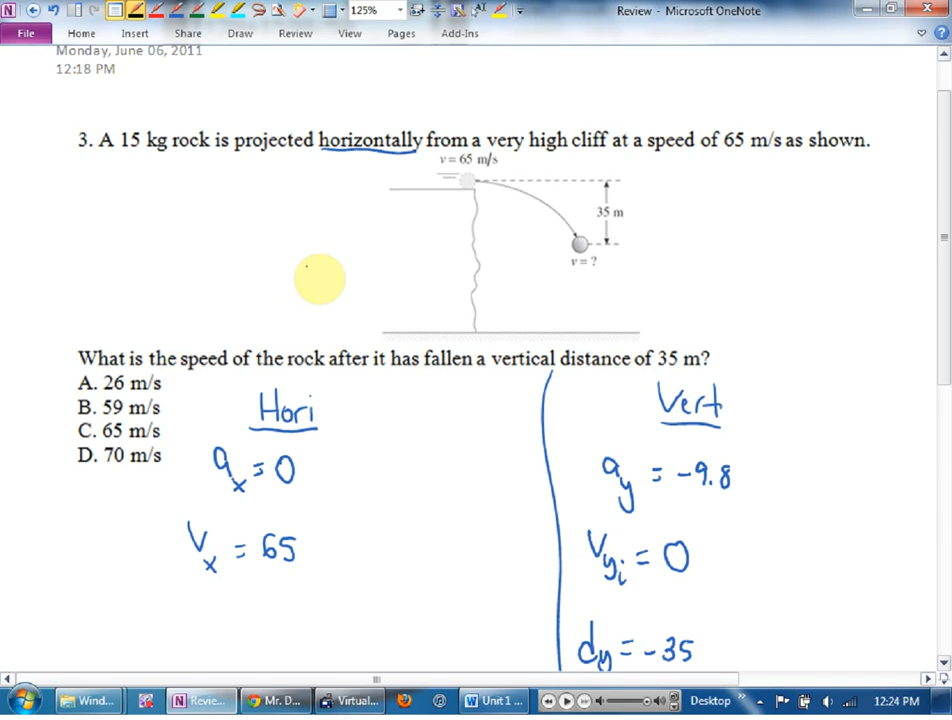 Review - Microsoft OneNote
125%
File Home Insert Share Draw Review View Pages Add-Ins
Monday, June 06, 2011
12:18 PM
3. A 15 kg rock is projected horizontally from a very high cliff at a speed of 65 m/s as shown.
v = 65 m/s
35 m
v = ?
What is the speed of the rock after it has fallen a vertical distance of 35 m?
A. 26 m/s
B. 59 m/s
C. 65 m/s
D. 70 m/s
Hori
Vert
ax = 0
ay = -9.8
vx = 65
vyi = 0
dy = -35
Wind... Revie... Mr. D... Virtual... Unit 1 ... Desktop 12:24 PM